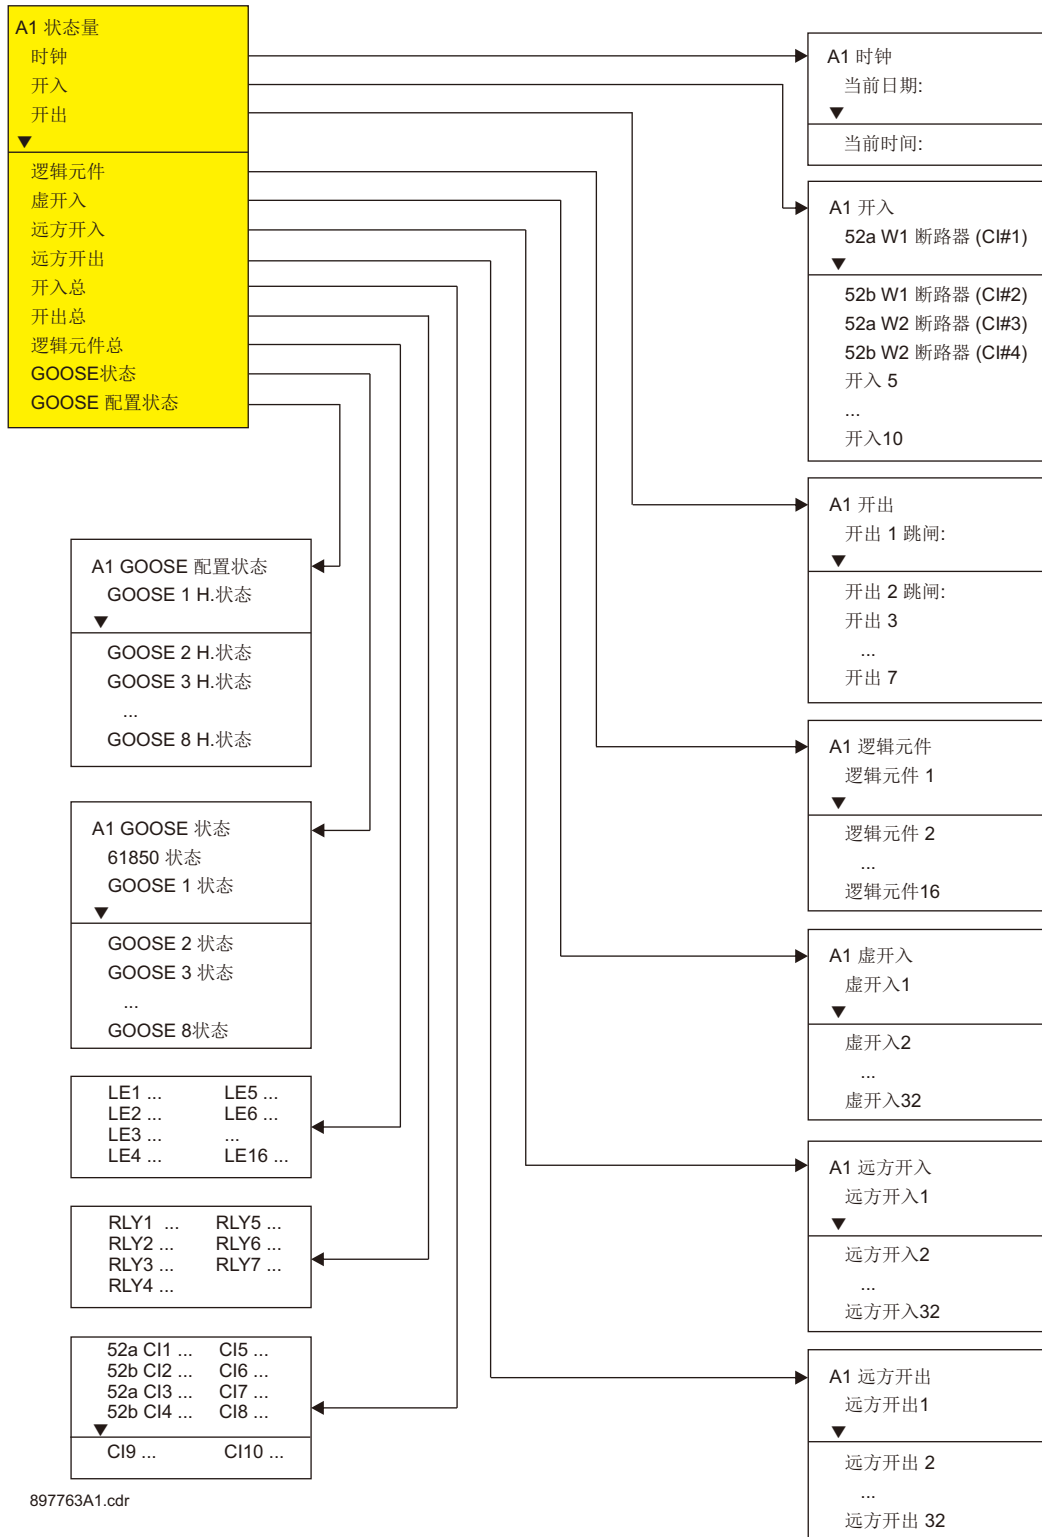 A1 状态量
时钟
开入
开出
▼
逻辑元件
虚开入
远方开入
远方开出
开入总
开出总
逻辑元件总
GOOSE状态
GOOSE 配置状态
A1 时钟
当前日期:
▼
当前时间:
A1 开入
52a W1 断路器 (CI#1)
▼
52b W1 断路器 (CI#2)
52a W2 断路器 (CI#3)
52b W2 断路器 (CI#4)
开入 5
...
开入10
A1 开出
开出 1 跳闸:
▼
开出 2 跳闸:
开出 3
...
开出 7
A1 逻辑元件
逻辑元件 1
▼
逻辑元件 2
...
逻辑元件16
A1 虚开入
虚开入1
▼
虚开入2
...
虚开入32
A1 远方开入
远方开入1
▼
远方开入2
...
远方开入32
A1 远方开出
远方开出1
▼
远方开出 2
...
远方开出 32
A1 GOOSE 配置状态
GOOSE 1 H.状态
▼
GOOSE 2 H.状态
GOOSE 3 H.状态
...
GOOSE 8 H.状态
A1 GOOSE 状态
61850 状态
GOOSE 1 状态
▼
GOOSE 2 状态
GOOSE 3 状态
...
GOOSE 8状态
LE1 ... LE5 ...
LE2 ... LE6 ...
LE3 ... ...
LE4 ... LE16 ...
RLY1 ... RLY5 ...
RLY2 ... RLY6 ...
RLY3 ... RLY7 ...
RLY4 ...
52a CI1 ... CI5 ...
52b CI2 ... CI6 ...
52a CI3 ... CI7 ...
52b CI4 ... CI8 ...
▼
CI9 ... CI10 ...
897763A1.cdr